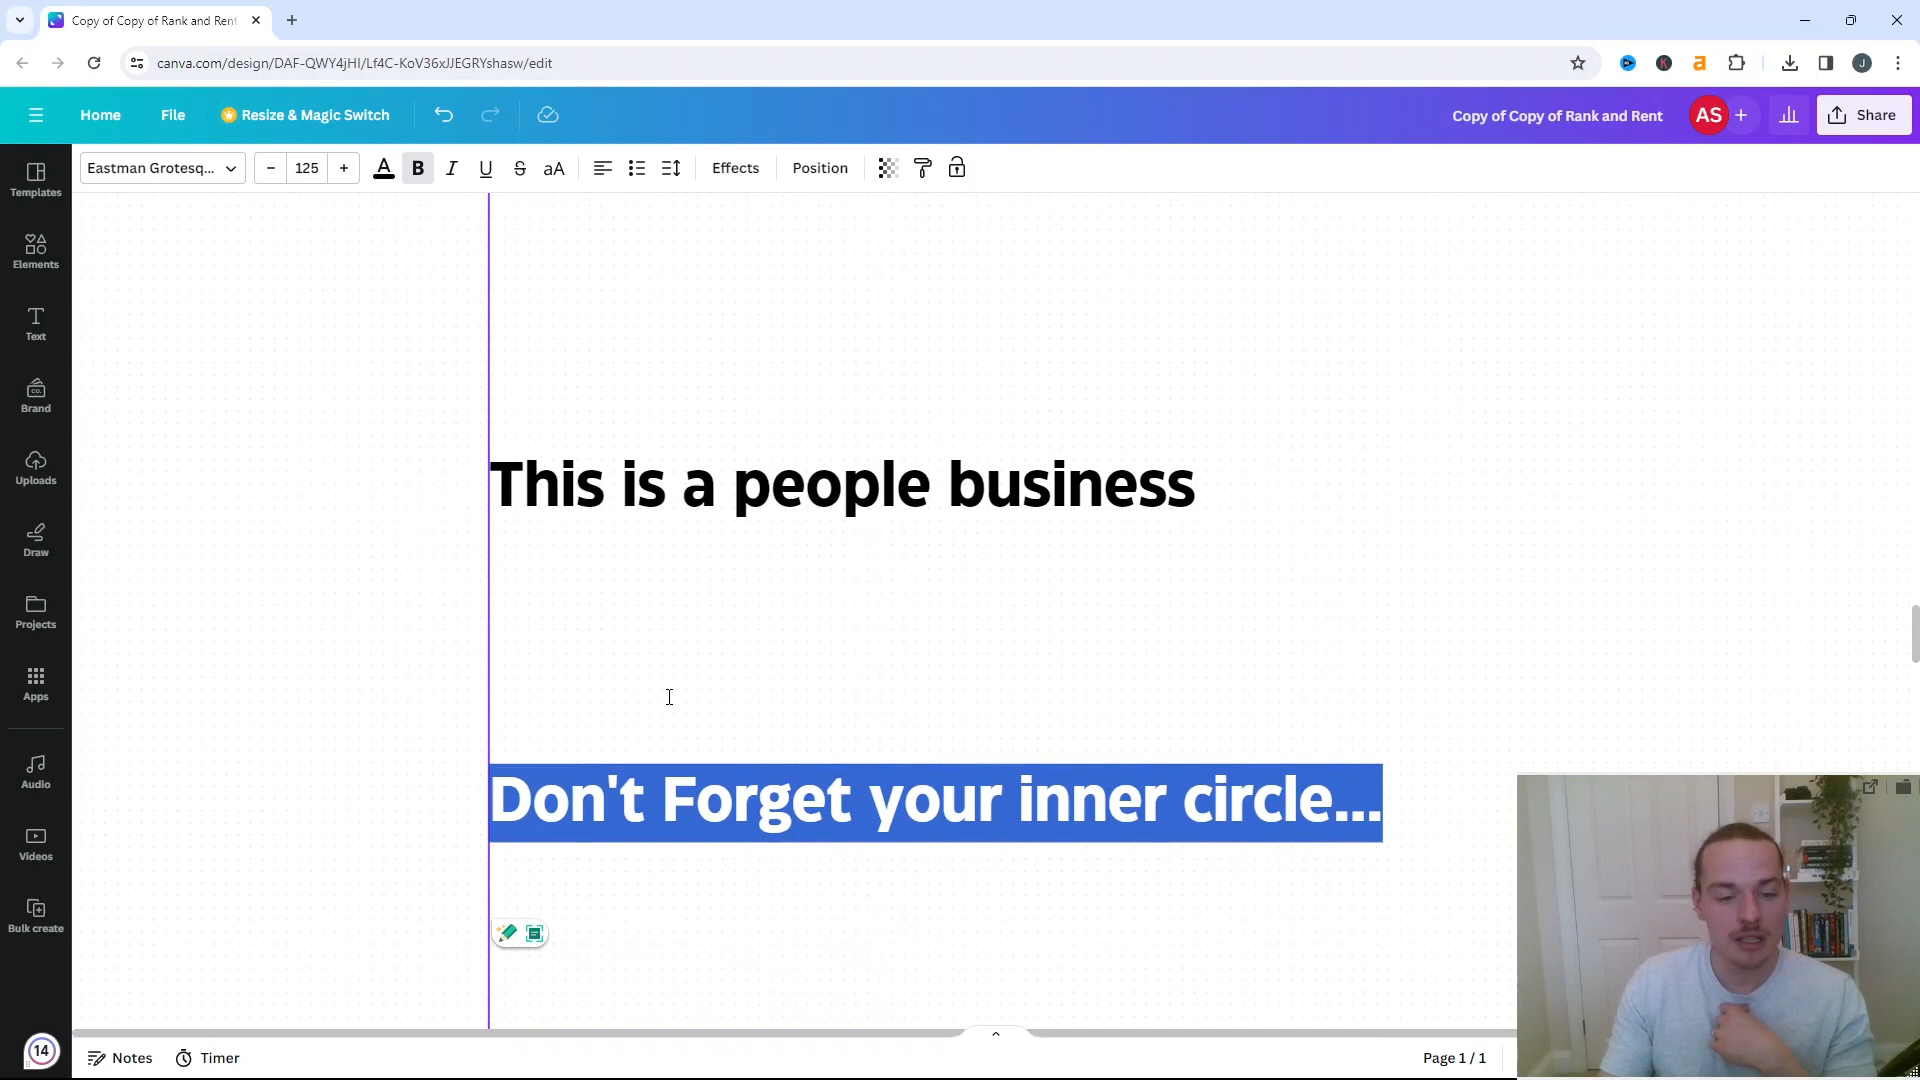 Copy of Copy of Rank and Rent
canva.com/design/DAF-QWY4jHI/Lf4C-KoV36xJJEGRYshasw/edit
J
Home
File
Resize & Magic Switch
Copy of Copy of Rank and Rent
AS
Share
Eastman Grotesq...
125
A
B
I
U
S
aA
Effects
Position
Templates
Elements
Text
Brand
Uploads
Draw
Projects
Apps
Audio
Videos
Bulk create
This is a people business
Don't Forget your inner circle...
14
Notes
Timer
Page 1 / 1